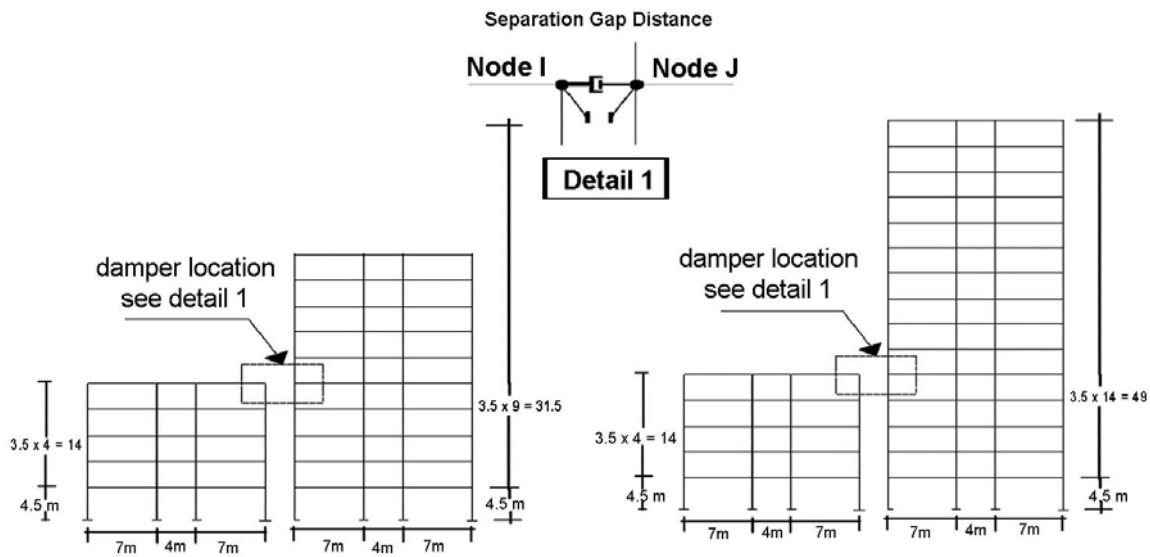 Separation Gap Distance
Node I
Node J
Detail 1
damper location
see detail 1
3.5 x 4 = 14
4.5 m
7m
4m
7m
7m
4m
7m
3.5 x 9 = 31.5
4.5 m
damper location
see detail 1
3.5 x 4 = 14
4.5 m
7m
4m
7m
7m
4m
7m
3.5 x 14 = 49
4.5 m